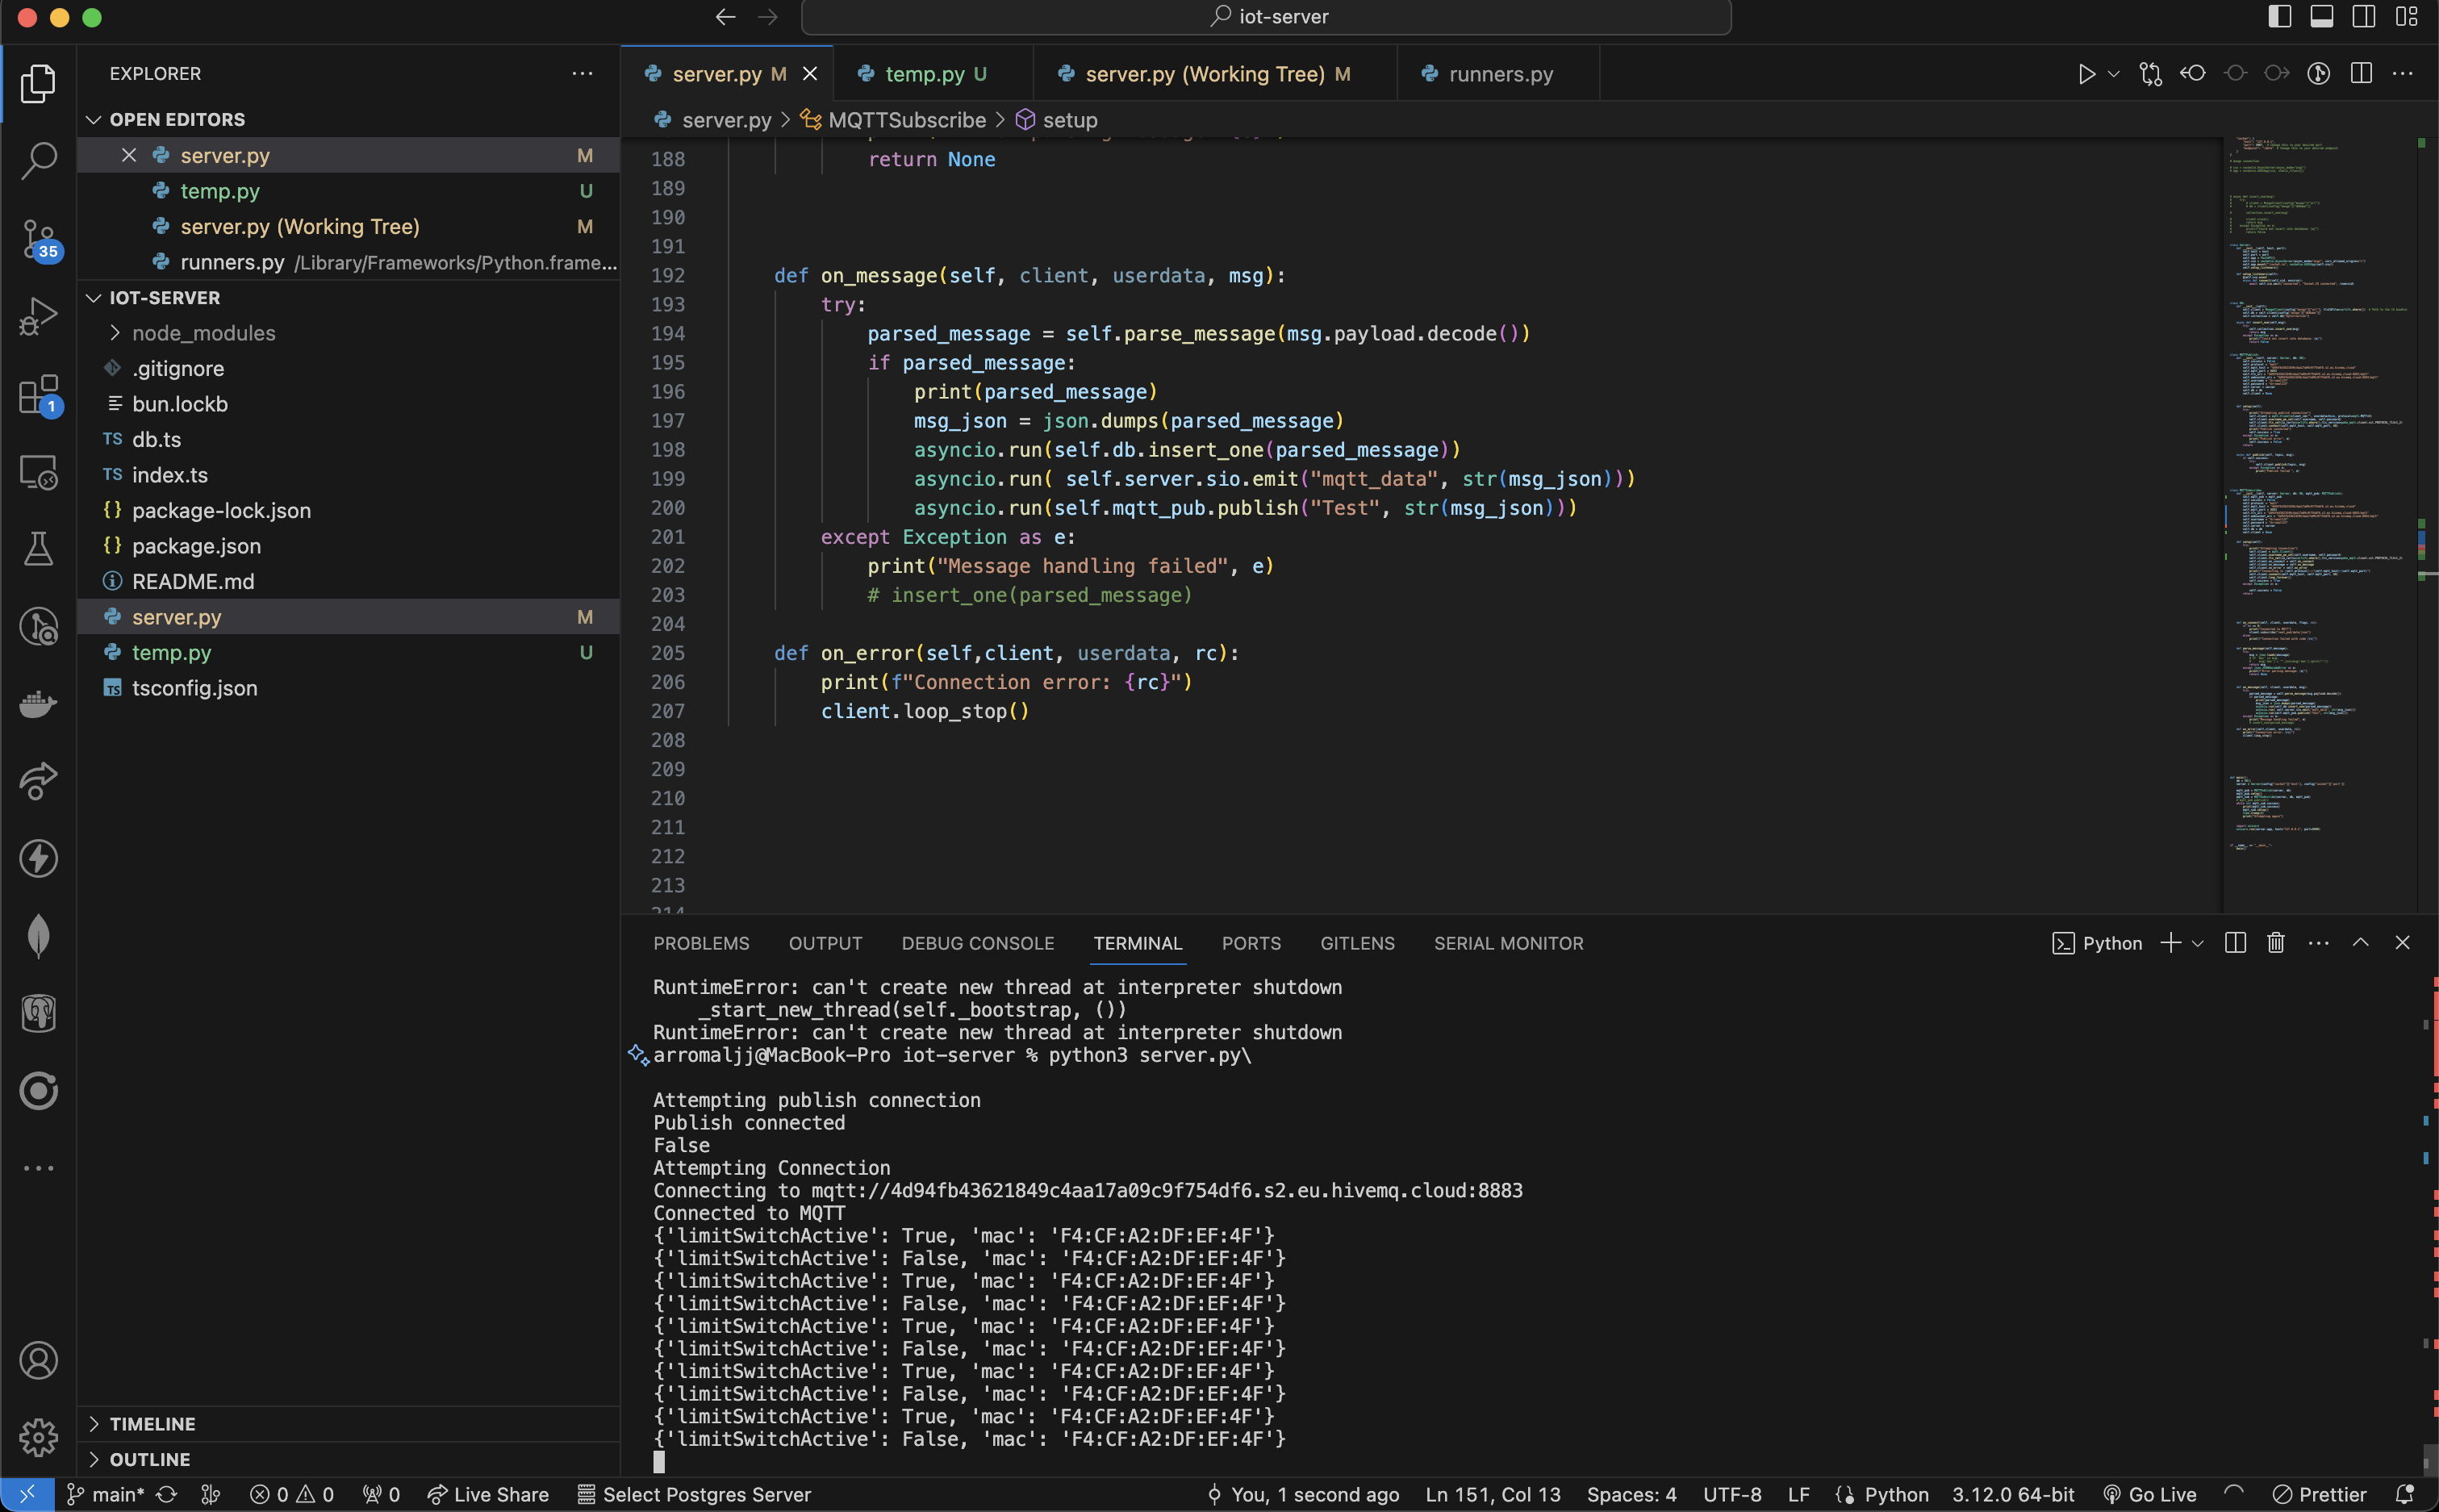 iot-server
EXPLORER
OPEN EDITORS
server.py M
temp.py U
server.py (Working Tree) M
runners.py /Library/Frameworks/Python.frame...
IOT-SERVER
node_modules
.gitignore
bun.lockb
TS db.ts
TS index.ts
{} package-lock.json
{} package.json
README.md
server.py M
temp.py U
TS tsconfig.json
TIMELINE
OUTLINE
35
1
server.py M
temp.py U
server.py (Working Tree) M
runners.py
server.py > MQTTSubscribe > setup
188 return None
189
190
191
192 def on_message(self, client, userdata, msg):
193 try:
194 parsed_message = self.parse_message(msg.payload.decode())
195 if parsed_message:
196 print(parsed_message)
197 msg_json = json.dumps(parsed_message)
198 asyncio.run(self.db.insert_one(parsed_message))
199 asyncio.run( self.server.sio.emit("mqtt_data", str(msg_json)))
200 asyncio.run(self.mqtt_pub.publish("Test", str(msg_json)))
201 except Exception as e:
202 print("Message handling failed", e)
203 # insert_one(parsed_message)
204
205 def on_error(self,client, userdata, rc):
206 print(f"Connection error: {rc}")
207 client.loop_stop()
208
209
210
211
212
213
214
PROBLEMS OUTPUT DEBUG CONSOLE TERMINAL PORTS GITLENS SERIAL MONITOR
Python
RuntimeError: can't create new thread at interpreter shutdown
_start_new_thread(self._bootstrap, ())
RuntimeError: can't create new thread at interpreter shutdown
arromaljj@MacBook-Pro iot-server % python3 server.py\
Attempting publish connection
Publish connected
False
Attempting Connection
Connecting to mqtt://4d94fb43621849c4aa17a09c9f754df6.s2.eu.hivemq.cloud:8883
Connected to MQTT
{'limitSwitchActive': True, 'mac': 'F4:CF:A2:DF:EF:4F'}
{'limitSwitchActive': False, 'mac': 'F4:CF:A2:DF:EF:4F'}
{'limitSwitchActive': True, 'mac': 'F4:CF:A2:DF:EF:4F'}
{'limitSwitchActive': False, 'mac': 'F4:CF:A2:DF:EF:4F'}
{'limitSwitchActive': True, 'mac': 'F4:CF:A2:DF:EF:4F'}
{'limitSwitchActive': False, 'mac': 'F4:CF:A2:DF:EF:4F'}
{'limitSwitchActive': True, 'mac': 'F4:CF:A2:DF:EF:4F'}
{'limitSwitchActive': False, 'mac': 'F4:CF:A2:DF:EF:4F'}
{'limitSwitchActive': True, 'mac': 'F4:CF:A2:DF:EF:4F'}
{'limitSwitchActive': False, 'mac': 'F4:CF:A2:DF:EF:4F'}
main* 0 0 0 Live Share Select Postgres Server You, 1 second ago Ln 151, Col 13 Spaces: 4 UTF-8 LF Python 3.12.0 64-bit Go Live Prettier